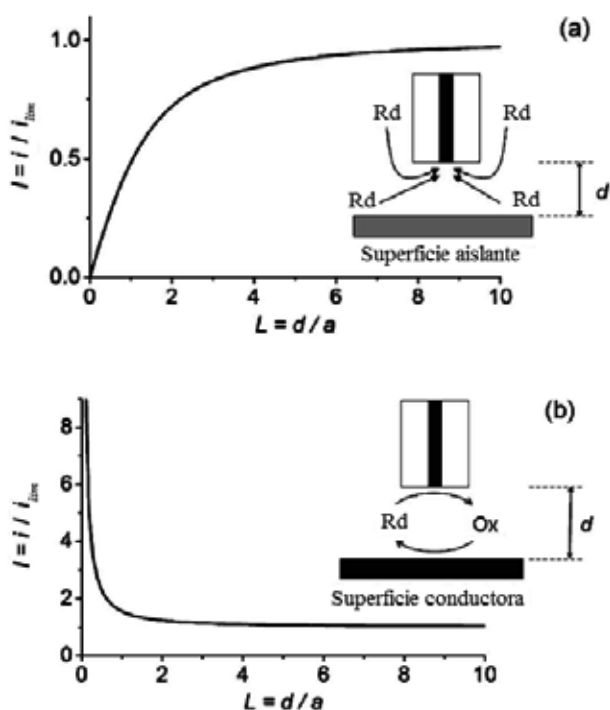 (a)
I = i / i_lim
1.0
0.5
0.0
Rd Rd
Rd Rd
d
Superficie aislante
0 2 4 6 8 10
L = d / a
(b)
I = i / i_lim
8
6
4
2
0
Rd Ox
d
Superficie conductora
0 2 4 6 8 10
L = d / a